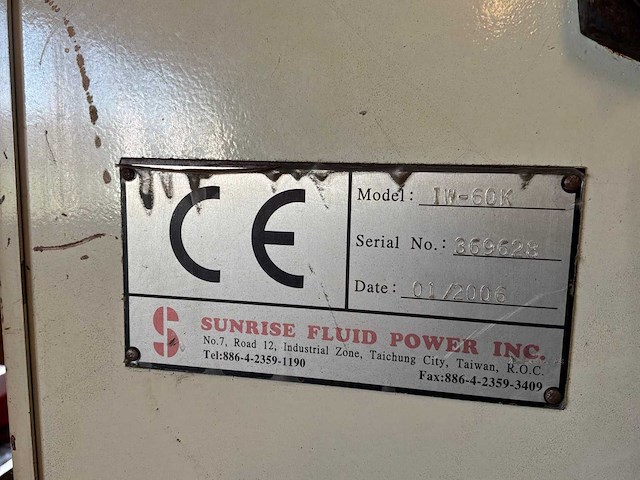 CE
Model: IW-60K
Serial No.: 369628
Date: 01/2006
S
SUNRISE FLUID POWER INC.
No.7, Road 12, Industrial Zone, Taichung City, Taiwan, R.O.C.
Tel:886-4-2359-1190
Fax:886-4-2359-3409